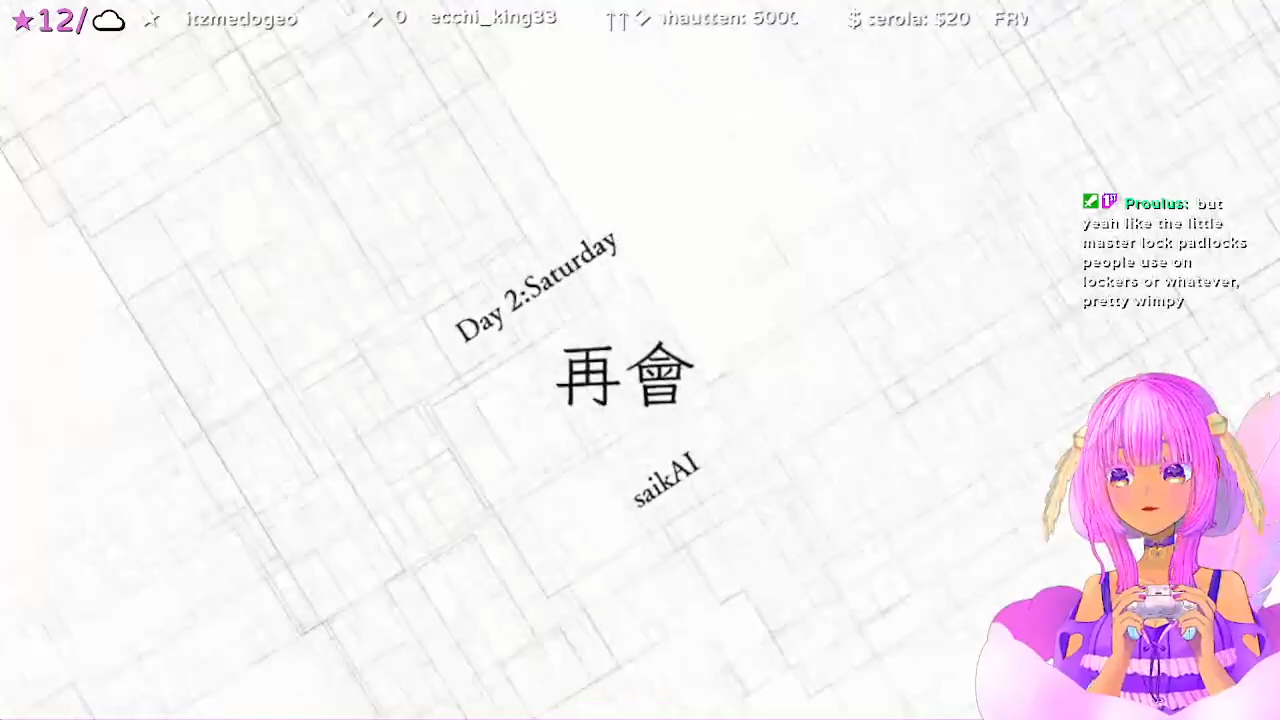 ★12/
itzmedogeo
0
ecchi_king33
5000
$
$20
Proulus: but
yeah like the little
master lock padlocks
people use on
lockers or whatever,
pretty wimpy
Day 2:Saturday
再會
saikAI